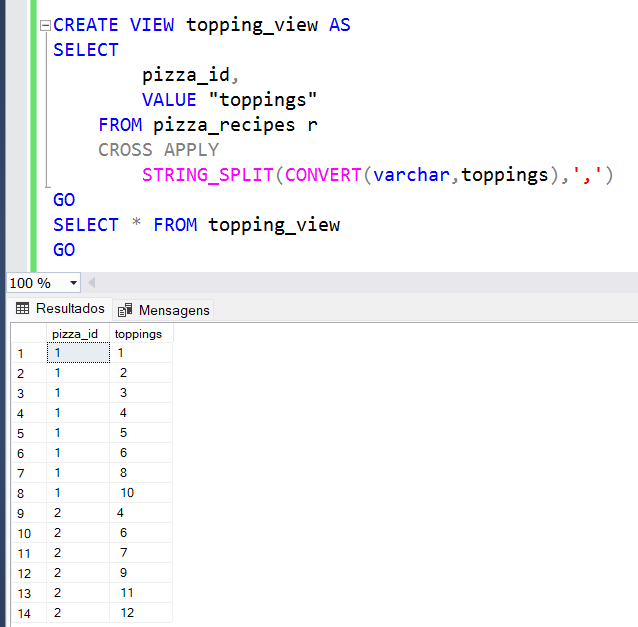 CREATE VIEW topping_view AS
SELECT
pizza_id,
VALUE "toppings"
FROM pizza_recipes r
CROSS APPLY
STRING_SPLIT(CONVERT(varchar,toppings),',')
GO
SELECT * FROM topping_view
GO
100 %
Resultados Mensagens
pizza_id toppings
1 1 1
2 1 2
3 1 3
4 1 4
5 1 5
6 1 6
7 1 8
8 1 10
9 2 4
10 2 6
11 2 7
12 2 9
13 2 11
14 2 12